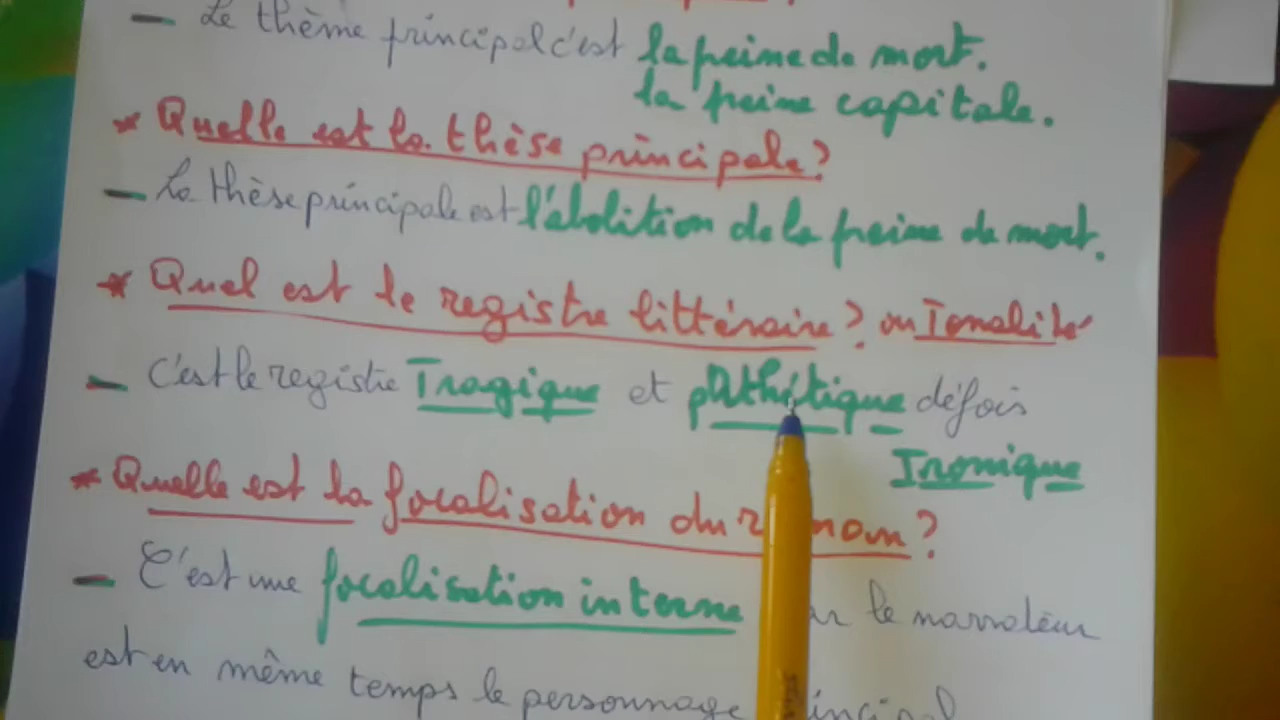 — Le thème principal c'est la peine de mort.
la peine capitale.
* Quelle est la thèse principale?
— La thèse principale est l'abolition de la peine de mort.
* Quel est le registre littéraire? ou Tonalité
— c'est le registre Tragique et pathétique défois
Ironique
* Quelle est la focalisation du man?
— C'est une focalisation interne le narrateur
est en même temps le personnage